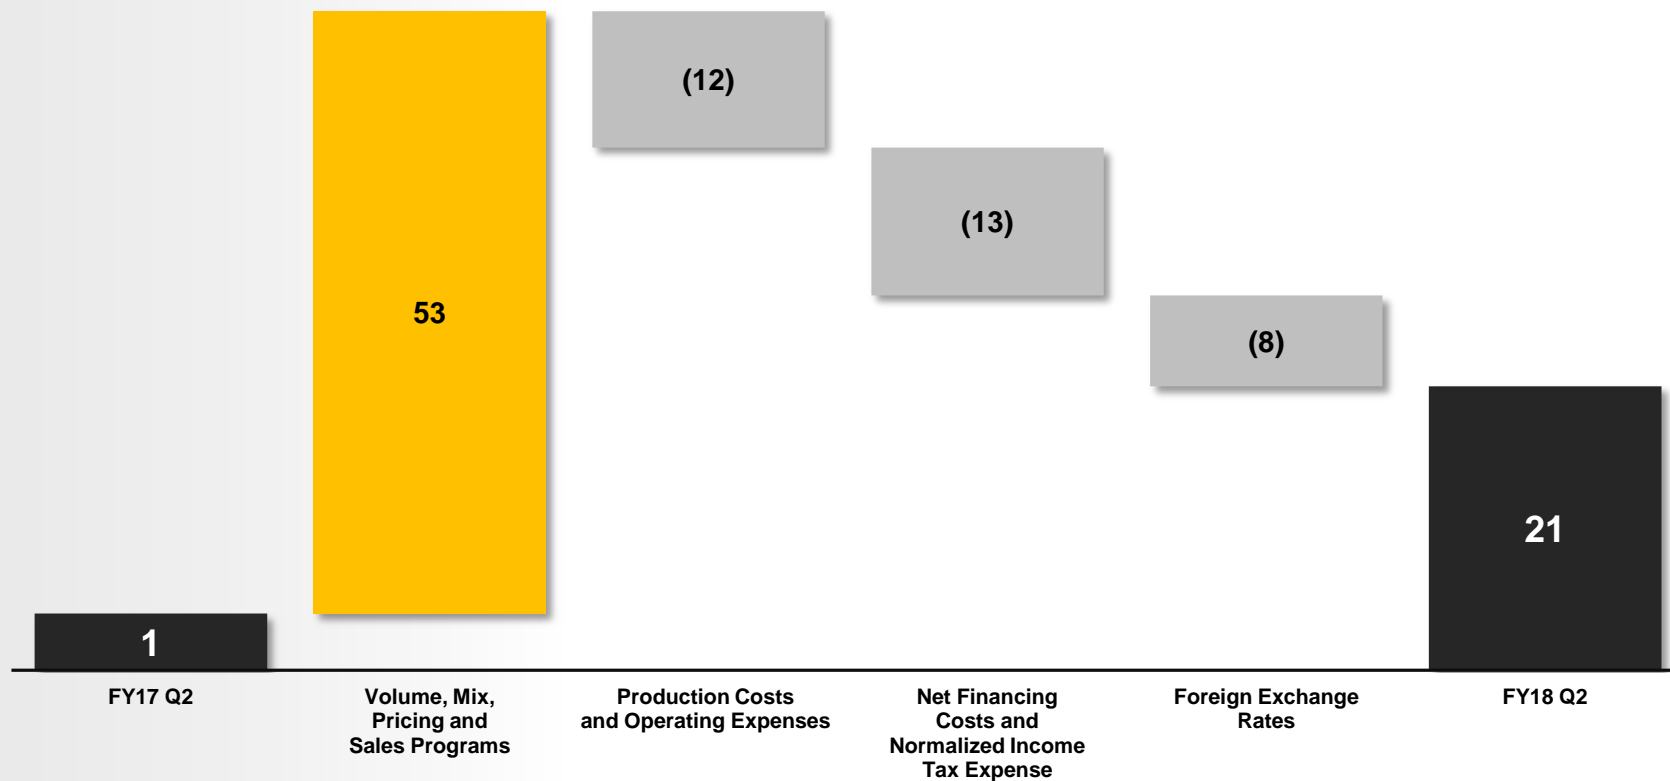 (12)
(13)
53
(8)
21
1
FY17 Q2
Volume, Mix,
Pricing and
Sales Programs
Production Costs
and Operating Expenses
Net Financing
Costs and
Normalized Income
Tax Expense
Foreign Exchange
Rates
FY18 Q2